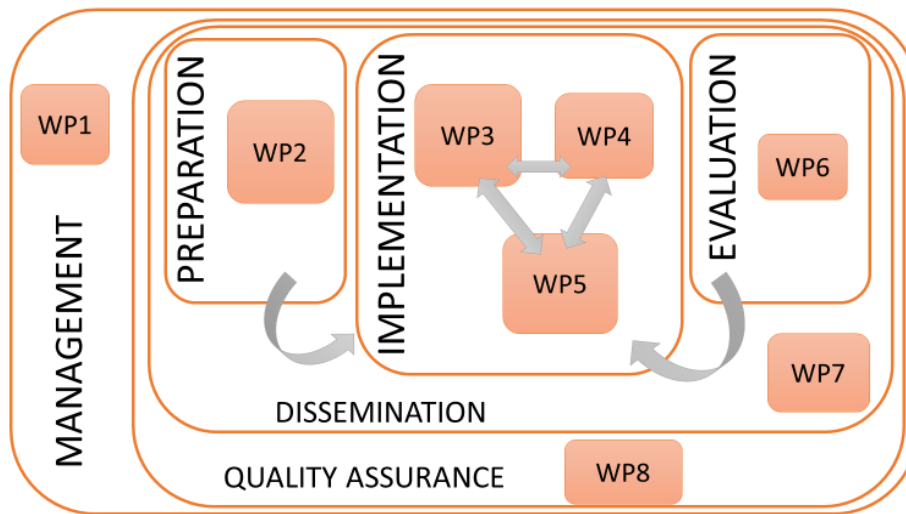 WP1
MANAGEMENT
PREPARATION
WP2
IMPLEMENTATION
WP3
WP4
WP5
EVALUATION
WP6
WP7
DISSEMINATION
QUALITY ASSURANCE
WP8